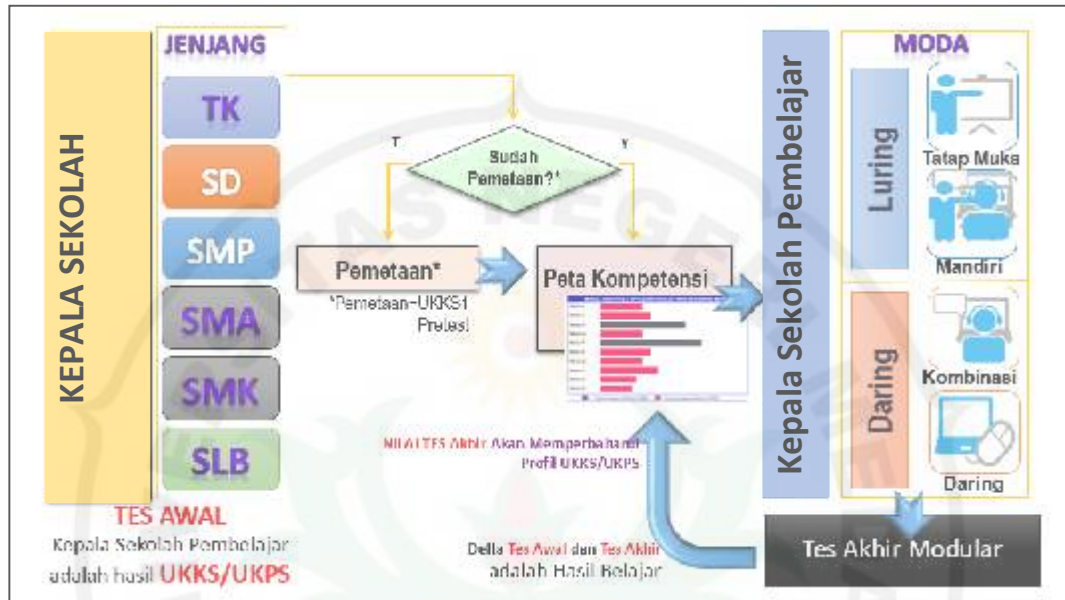 KEPALA SEKOLAH
JENJANG
TK
SD
SMP
SMA
SMK
SLB
TES AWAL
Kepala Sekolah Pembelajar
adalah hasil UKKS/UKPS
T
Sudah
Pemetaan?*
Y
Pemetaan*
*Pemetaan=UKKS+
Pretest
Peta Kompetensi
NILAI TES Akhir Akan Memperbaharui
Profil UKKS/UKPS
Delta Tes Awal dan Tes Akhir
adalah Hasil Belajar
Kepala Sekolah Pembelajar
MODA
Luring
Tatap Muka
Mandiri
Daring
Kombinasi
Daring
Tes Akhir Modular